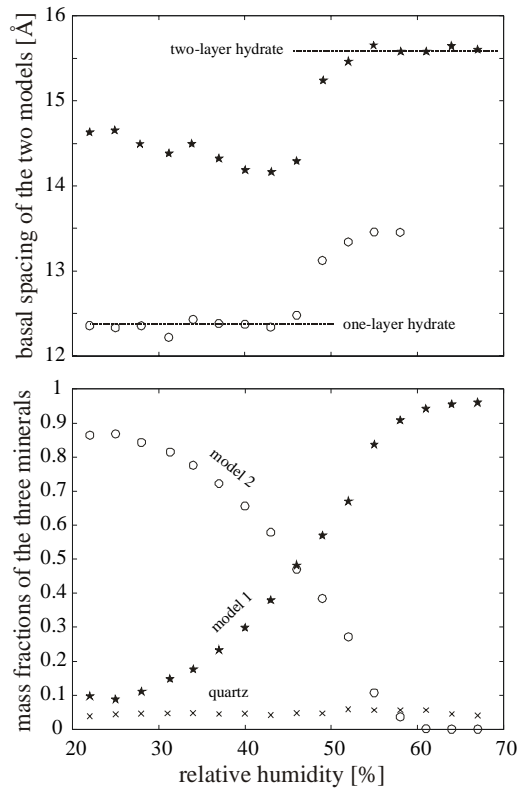 basal spacing of the two models [Å]
16
15
14
13
12
two-layer hydrate
one-layer hydrate
mass fractions of the three minerals
1
0.9
0.8
0.7
0.6
0.5
0.4
0.3
0.2
0.1
0
model 2
model 1
quartz
20 30 40 50 60 70
relative humidity [%]